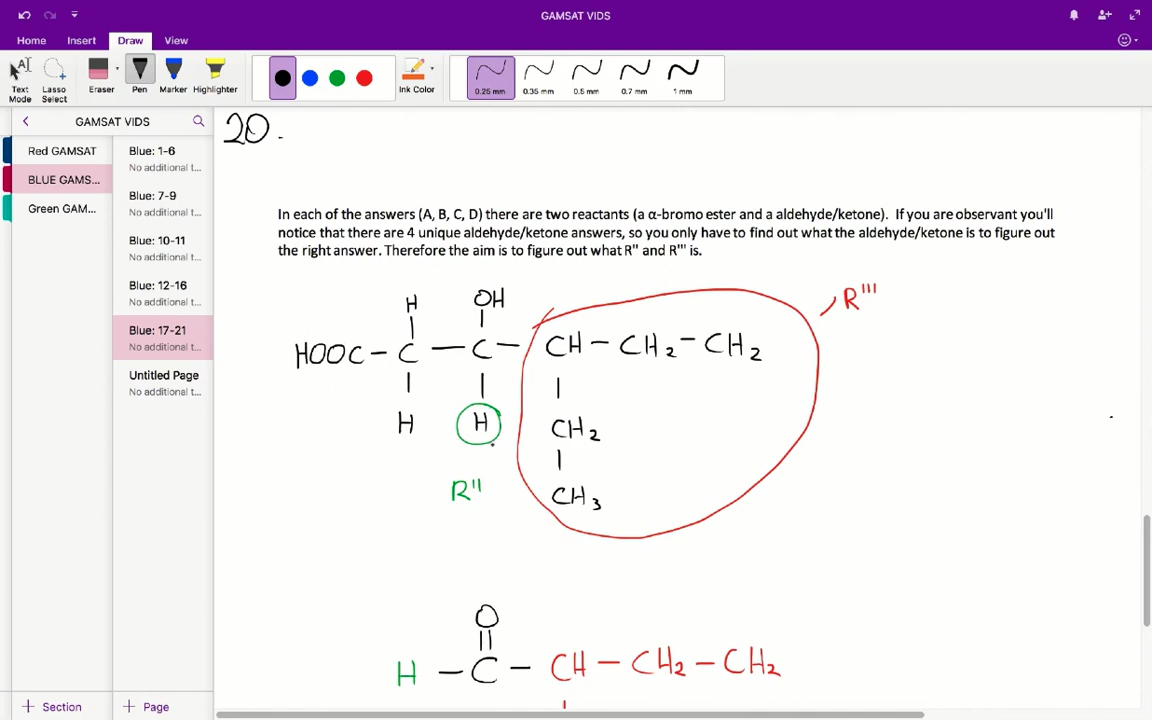 GAMSAT VIDS
Home Insert Draw View
Text Mode
Lasso Select
Eraser
Pen
Marker
Highlighter
Ink Color
0.25 mm
0.35 mm
0.5 mm
0.7 mm
1 mm
GAMSAT VIDS
Red GAMSAT
BLUE GAMS...
Green GAM...
Blue: 1-6
No additional t...
Blue: 7-9
No additional t...
Blue: 10-11
No additional t...
Blue: 12-16
No additional t...
Blue: 17-21
No additional t...
Untitled Page
No additional t...
+ Section
+ Page
20.
In each of the answers (A, B, C, D) there are two reactants (a α-bromo ester and a aldehyde/ketone). If you are observant you'll
notice that there are 4 unique aldehyde/ketone answers, so you only have to find out what the aldehyde/ketone is to figure out
the right answer. Therefore the aim is to figure out what R" and R"' is.
H OH R'''
HOOC - C - C - CH - CH2 - CH2
H H CH2
R'' CH3
O
H - C - CH - CH2 - CH2